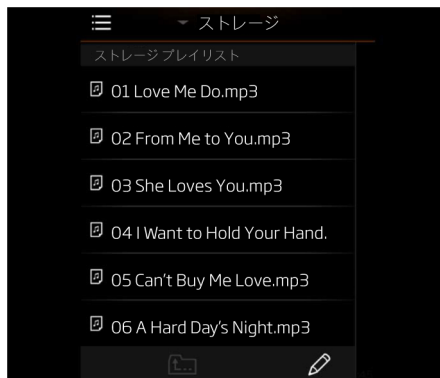 ストレージ
ストレージ プレイリスト
01 Love Me Do.mp3
02 From Me to You.mp3
03 She Loves You.mp3
04 I Want to Hold Your Hand.
05 Can't Buy Me Love.mp3
06 A Hard Day's Night.mp3
t...